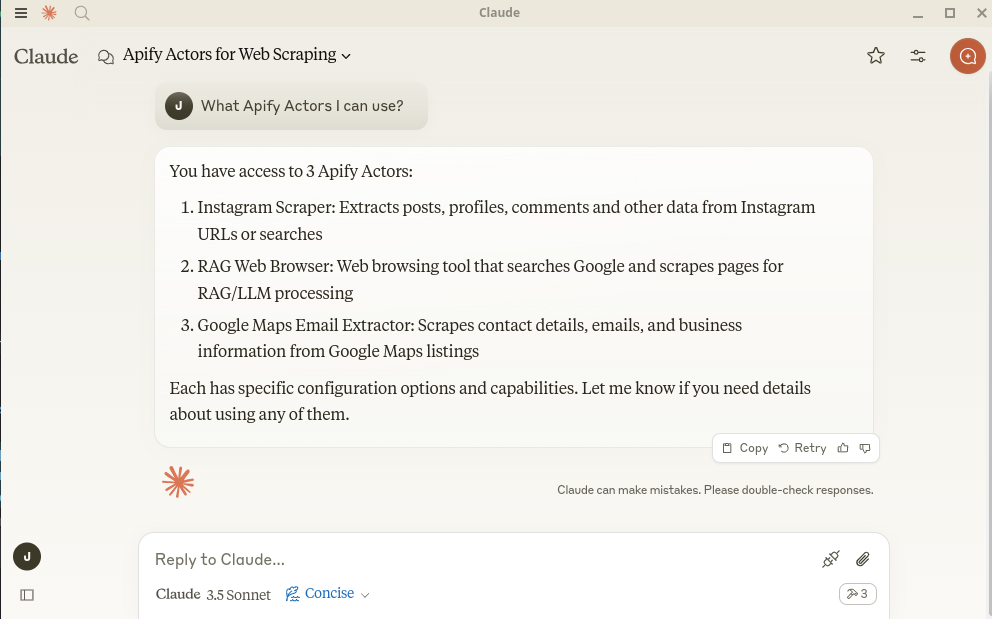 Claude
Claude
Apify Actors for Web Scraping
J
What Apify Actors I can use?
You have access to 3 Apify Actors:
1. Instagram Scraper: Extracts posts, profiles, comments and other data from Instagram
URLs or searches
2. RAG Web Browser: Web browsing tool that searches Google and scrapes pages for
RAG/LLM processing
3. Google Maps Email Extractor: Scrapes contact details, emails, and business
information from Google Maps listings
Each has specific configuration options and capabilities. Let me know if you need details
about using any of them.
Copy Retry
Claude can make mistakes. Please double-check responses.
J
Reply to Claude...
Claude 3.5 Sonnet Concise 3